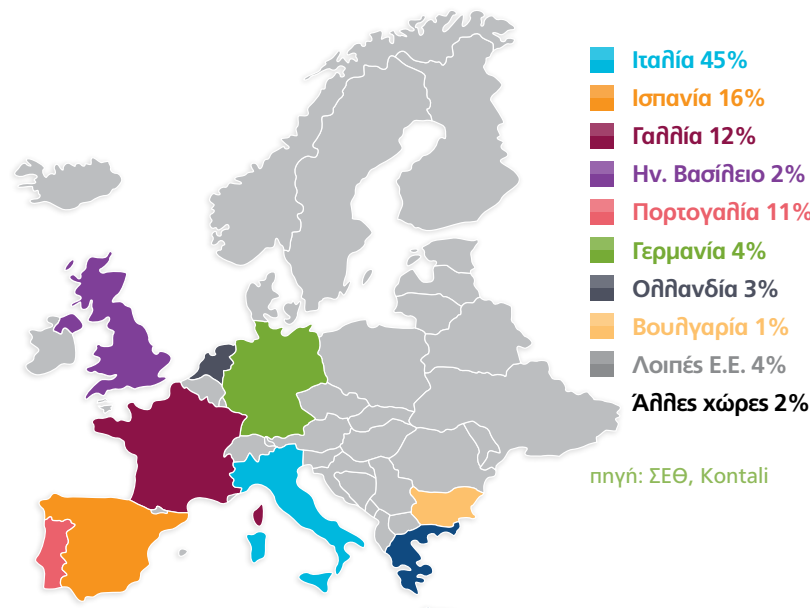 Ιταλία 45%
Ισπανία 16%
Γαλλία 12%
Ην. Βασίλειο 2%
Πορτογαλία 11%
Γερμανία 4%
Ολλανδία 3%
Βουλγαρία 1%
Λοιπές Ε.Ε. 4%
Άλλες χώρες 2%
πηγή: ΣΕΘ, Kontali